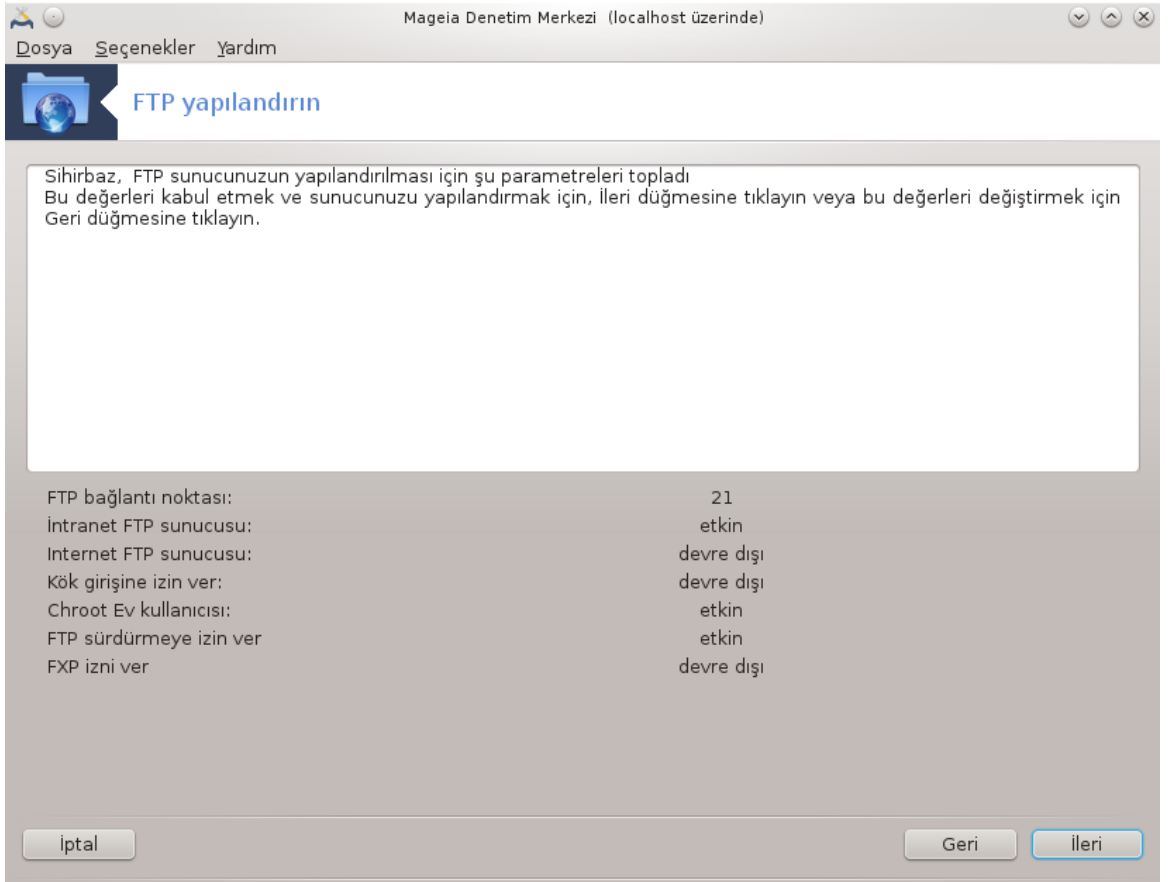 Mageia Denetim Merkezi (localhost üzerinde)
Dosya Seçenekler Yardım
FTP yapılandırın
Sihirbaz, FTP sunucunuzun yapılandırılması için şu parametreleri topladı
Bu değerleri kabul etmek ve sunucunuzu yapılandırmak için, İleri düğmesine tıklayın veya bu değerleri değiştirmek için
Geri düğmesine tıklayın.
FTP bağlantı noktası: 21
İntranet FTP sunucusu: etkin
Internet FTP sunucusu: devre dışı
Kök girişine izin ver: devre dışı
Chroot Ev kullanıcısı: etkin
FTP sürdürmeye izin ver etkin
FXP izni ver devre dışı
İptal Geri İleri